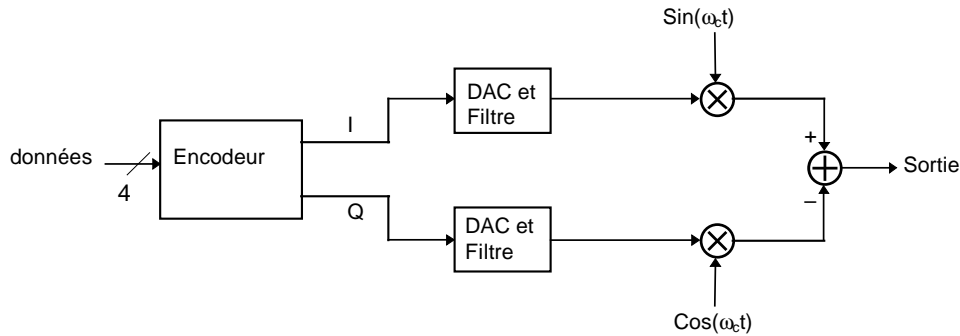 Sin(ωct)
DAC et
Filtre
I
+
données
Encodeur
4
Sortie
−
Q
DAC et
Filtre
Cos(ωct)